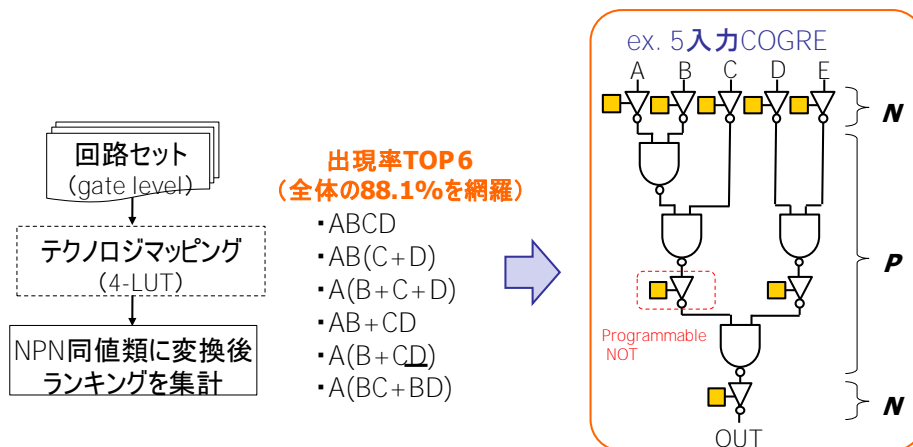 回路セット
(gate level)
テクノロジマッピング
(4-LUT)
NPN同値類に変換後
ランキングを集計
出現率TOP6
(全体の88.1%を網羅)
・ABCD
・AB(C+D)
・A(B+C+D)
・AB+CD
・A(B+CD)
・A(BC+BD)
ex. 5入力COGRE
A B C D E
N
P
Programmable
NOT
N
OUT